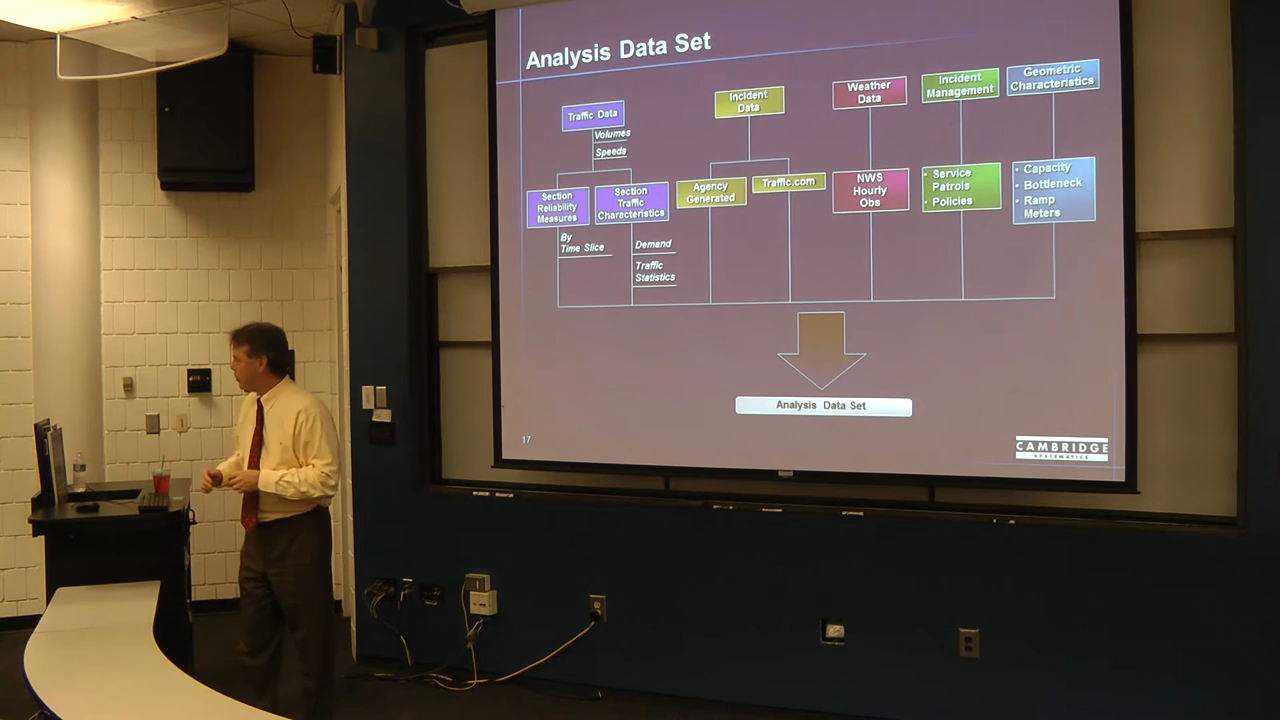 Analysis Data Set
Traffic Data
Volumes
Speeds
Section
Reliability
Measures
By
Time Slice
Section
Traffic
Characteristics
Demand
Traffic
Statistics
Incident
Data
Agency
Generated
Traffic.com
Weather
Data
NWS
Hourly
Obs
Incident
Management
• Service
Patrols
• Policies
Geometric
Characteristics
• Capacity
• Bottleneck
• Ramp
Meters
Analysis Data Set
17
CAMBRIDGE
SYSTEMATICS